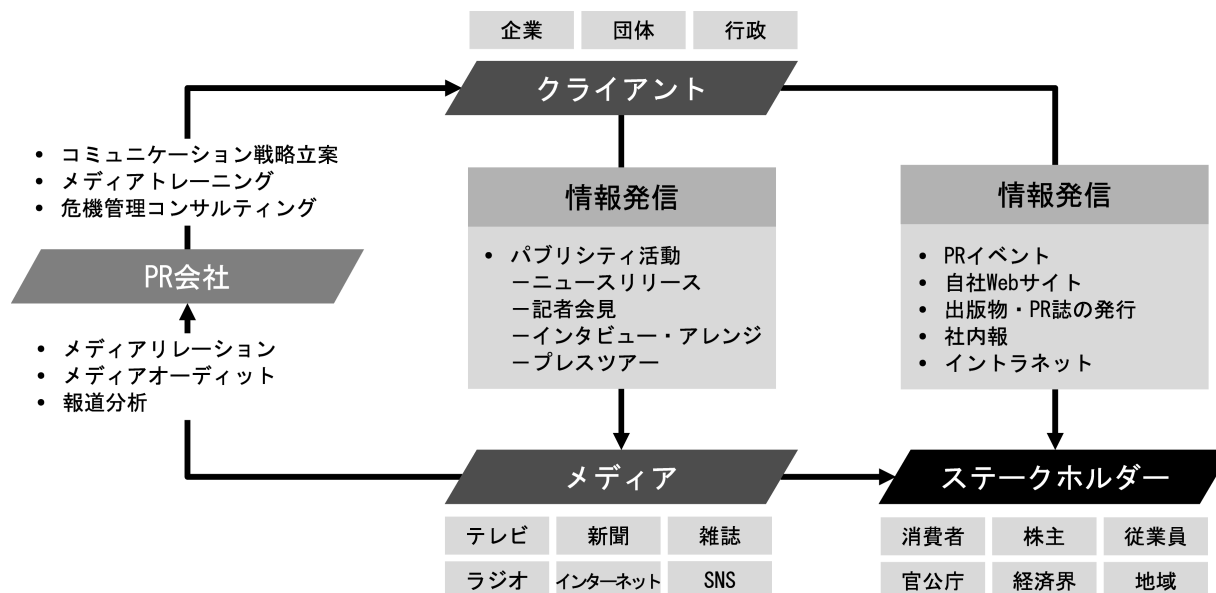 企業 団体 行政
クライアント
• コミュニケーション戦略立案
• メディアトレーニング
• 危機管理コンサルティング
PR会社
• メディアリレーション
• メディアオーディット
• 報道分析
情報発信
• パブリシティ活動
－ニュースリリース
－記者会見
－インタビュー・アレンジ
－プレスツアー
情報発信
• PRイベント
• 自社Webサイト
• 出版物・PR誌の発行
• 社内報
• イントラネット
メディア
テレビ 新聞 雑誌
ラジオ インターネット SNS
ステークホルダー
消費者 株主 従業員
官公庁 経済界 地域